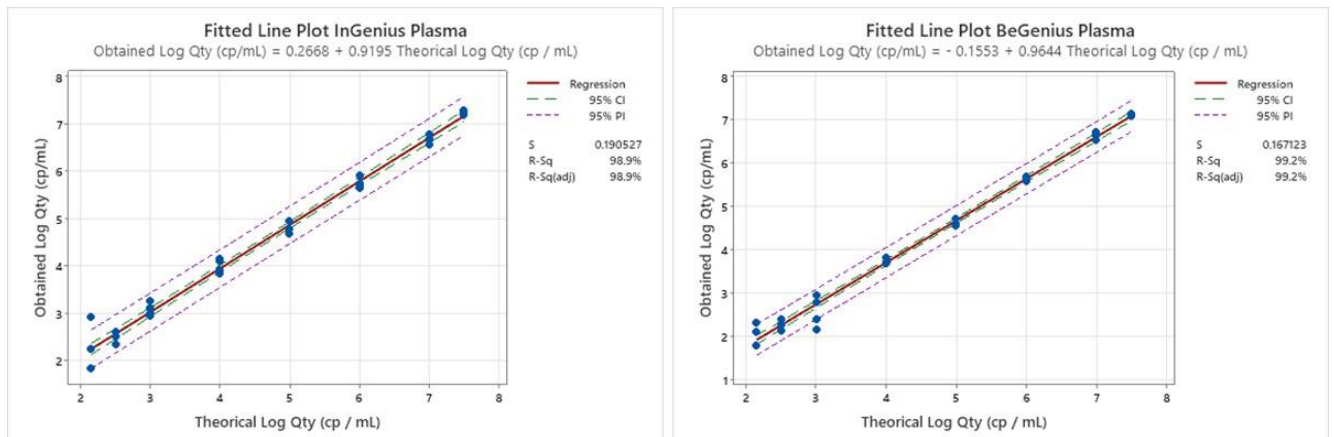 Fitted Line Plot InGenius Plasma
Obtained Log Qty (cp/mL) = 0.2668 + 0.9195 Theorical Log Qty (cp / mL)
8
7
6
5
4
3
2
Obtained Log Qty (cp/mL)
2 3 4 5 6 7 8
Theorical Log Qty (cp / mL)
Regression
95% CI
95% PI
S 0.190527
R-Sq 98.9%
R-Sq(adj) 98.9%
Fitted Line Plot BeGenius Plasma
Obtained Log Qty (cp/mL) = - 0.1553 + 0.9644 Theorical Log Qty (cp / mL)
8
7
6
5
4
3
2
1
Obtained Log Qty (cp/mL)
2 3 4 5 6 7 8
Theorical Log Qty (cp / mL)
Regression
95% CI
95% PI
S 0.167123
R-Sq 99.2%
R-Sq(adj) 99.2%